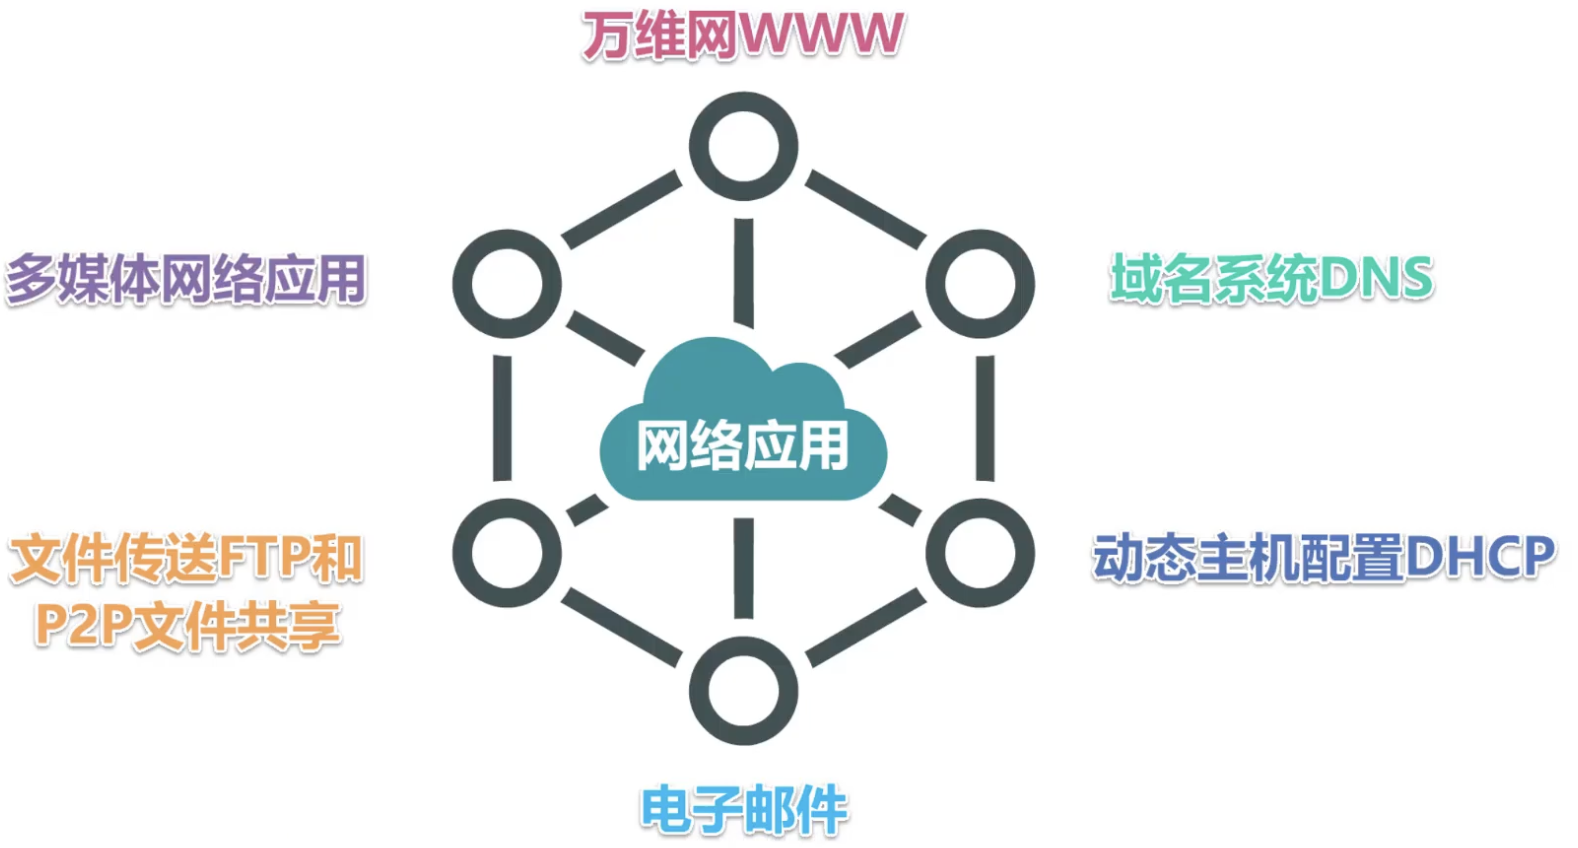 万维网WWW
多媒体网络应用
域名系统DNS
网络应用
文件传送FTP和
P2P文件共享
动态主机配置DHCP
电子邮件